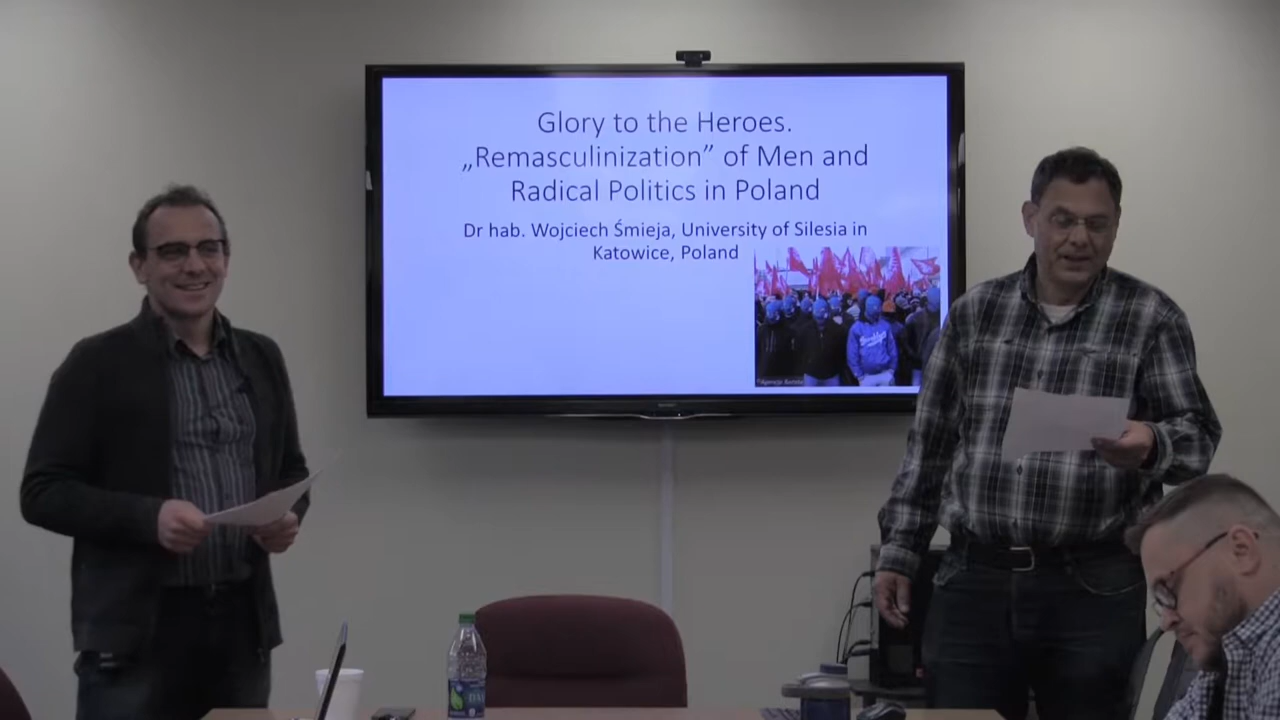 Glory to the Heroes.
„Remasculinization” of Men and
Radical Politics in Poland
Dr hab. Wojciech Śmieja, University of Silesia in
Katowice, Poland